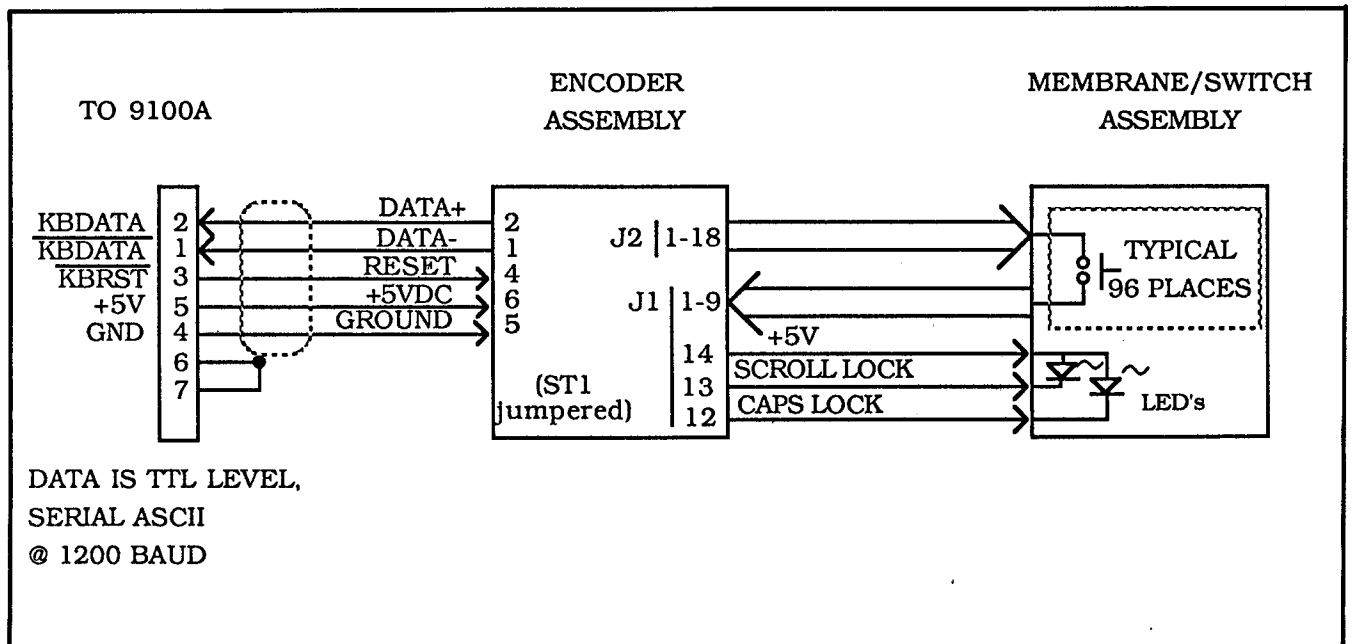 TO 9100A
ENCODER
ASSEMBLY
MEMBRANE/SWITCH
ASSEMBLY
KBDATA 2 DATA+ 2
KBDATA 1 DATA- 1
KBRST 3 RESET 4
+5V 5 +5VDC 6
GND 4 GROUND 5
6
7
(ST1
jumpered)
J2 1-18
J1 1-9
14 +5V
13 SCROLL LOCK
12 CAPS LOCK
TYPICAL
96 PLACES
LED's
DATA IS TTL LEVEL,
SERIAL ASCII
@ 1200 BAUD